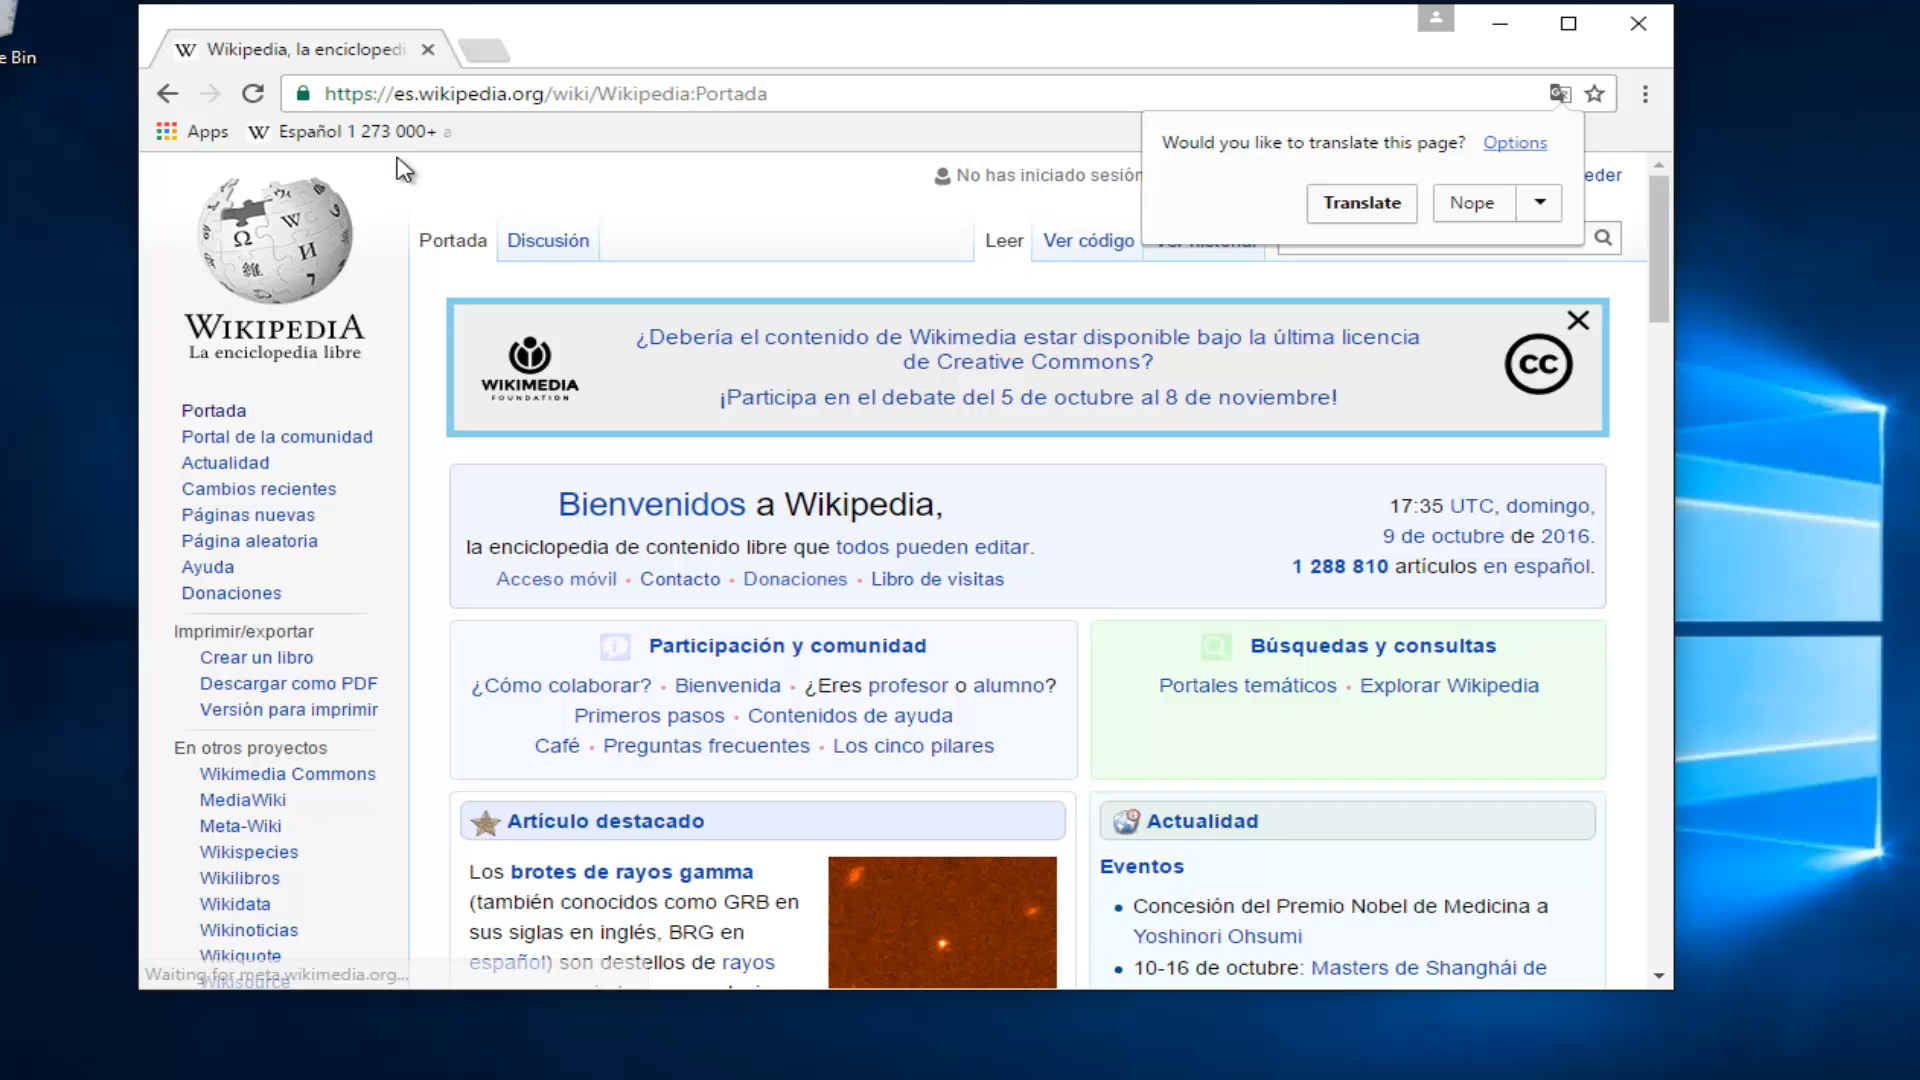 e Bin
Wikipedia, la enciclopedi
https://es.wikipedia.org/wiki/Wikipedia:Portada
Apps
Español 1 273 000+ a
Would you like to translate this page? Options
Translate
Nope
No has iniciado sesión
eder
Portada
Discusión
Leer
Ver código
WIKIPEDIA
La enciclopedia libre
WIKIMEDIA
FOUNDATION
¿Debería el contenido de Wikimedia estar disponible bajo la última licencia
de Creative Commons?
¡Participa en el debate del 5 de octubre al 8 de noviembre!
CC
Portada
Portal de la comunidad
Actualidad
Cambios recientes
Páginas nuevas
Página aleatoria
Ayuda
Donaciones
Imprimir/exportar
Crear un libro
Descargar como PDF
Versión para imprimir
En otros proyectos
Wikimedia Commons
MediaWiki
Meta-Wiki
Wikispecies
Wikilibros
Wikidata
Wikinoticias
Wikiquote
Wikisource
Waiting for meta.wikimedia.org...
Bienvenidos a Wikipedia,
la enciclopedia de contenido libre que todos pueden editar.
Acceso móvil • Contacto • Donaciones • Libro de visitas
17:35 UTC, domingo,
9 de octubre de 2016.
1 288 810 artículos en español.
Participación y comunidad
¿Cómo colaborar? • Bienvenida • ¿Eres profesor o alumno?
Primeros pasos • Contenidos de ayuda
Café • Preguntas frecuentes • Los cinco pilares
Búsquedas y consultas
Portales temáticos • Explorar Wikipedia
Artículo destacado
Los brotes de rayos gamma
(también conocidos como GRB en
sus siglas en inglés, BRG en
español) son destellos de rayos
Actualidad
Eventos
• Concesión del Premio Nobel de Medicina a
Yoshinori Ohsumi
• 10-16 de octubre: Masters de Shanghái de